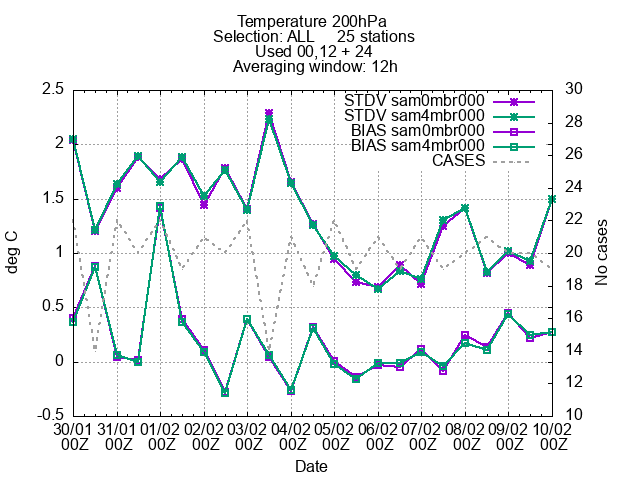 Temperature 200hPa
Selection: ALL 25 stations
Used 00,12 + 24
Averaging window: 12h
STDV sam0mbr000
STDV sam4mbr000
BIAS sam0mbr000
BIAS sam4mbr000
CASES
2.5
2
1.5
1
0.5
0
-0.5
deg C
30
28
26
24
22
20
18
16
14
12
10
No cases
30/01 31/01 01/02 02/02 03/02 04/02 05/02 06/02 07/02 08/02 09/02 10/02
00Z 00Z 00Z 00Z 00Z 00Z 00Z 00Z 00Z 00Z 00Z 00Z
Date